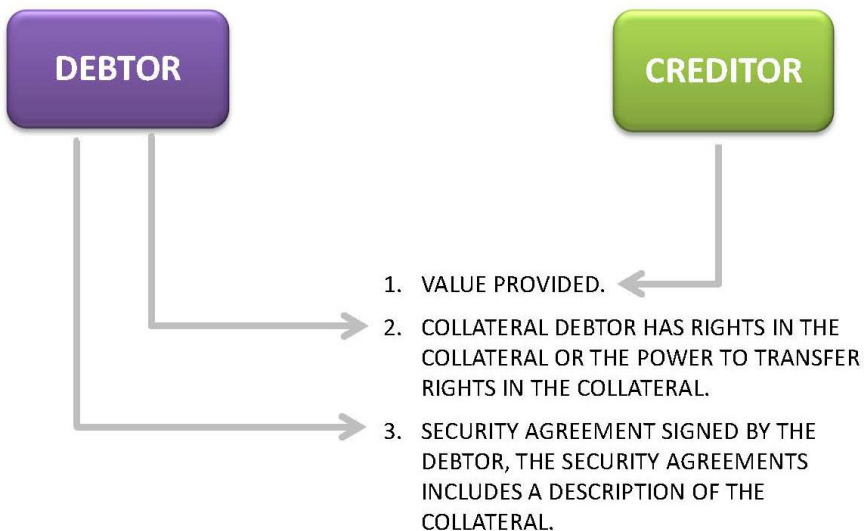 DEBTOR
CREDITOR
1. VALUE PROVIDED.
2. COLLATERAL DEBTOR HAS RIGHTS IN THE
COLLATERAL OR THE POWER TO TRANSFER
RIGHTS IN THE COLLATERAL.
3. SECURITY AGREEMENT SIGNED BY THE
DEBTOR, THE SECURITY AGREEMENTS
INCLUDES A DESCRIPTION OF THE
COLLATERAL.